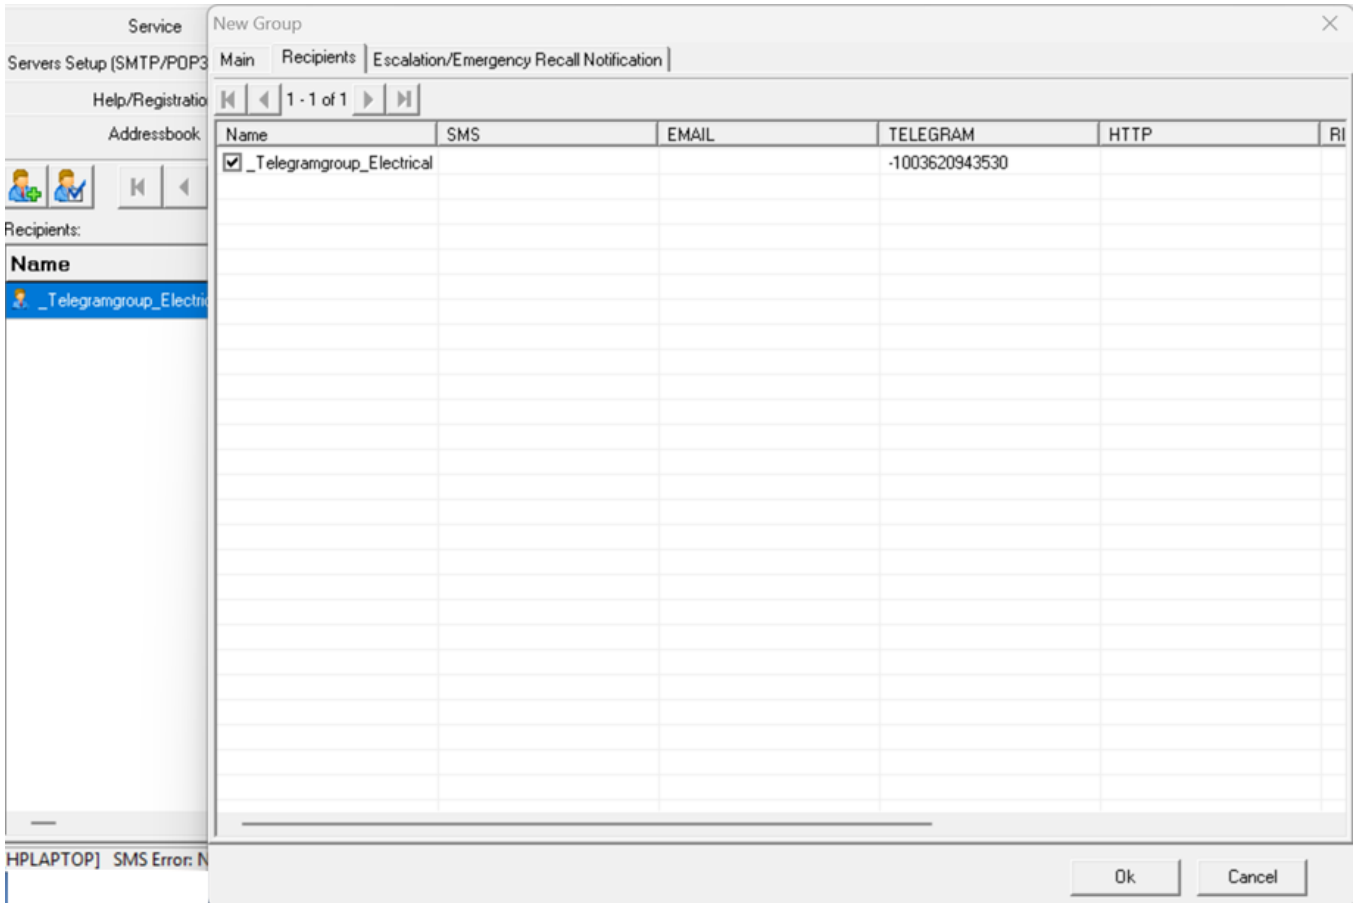 Service
Servers Setup (SMTP/POP3
Help/Registratio
Addressbook
Recipients:
Name
_Telegramgroup_Electric
HPLAPTOP] SMS Error: N
New Group
Main Recipients Escalation/Emergency Recall Notification
1 - 1 of 1
Name SMS EMAIL TELEGRAM HTTP RI
_Telegramgroup_Electrical -1003620943530
Ok Cancel